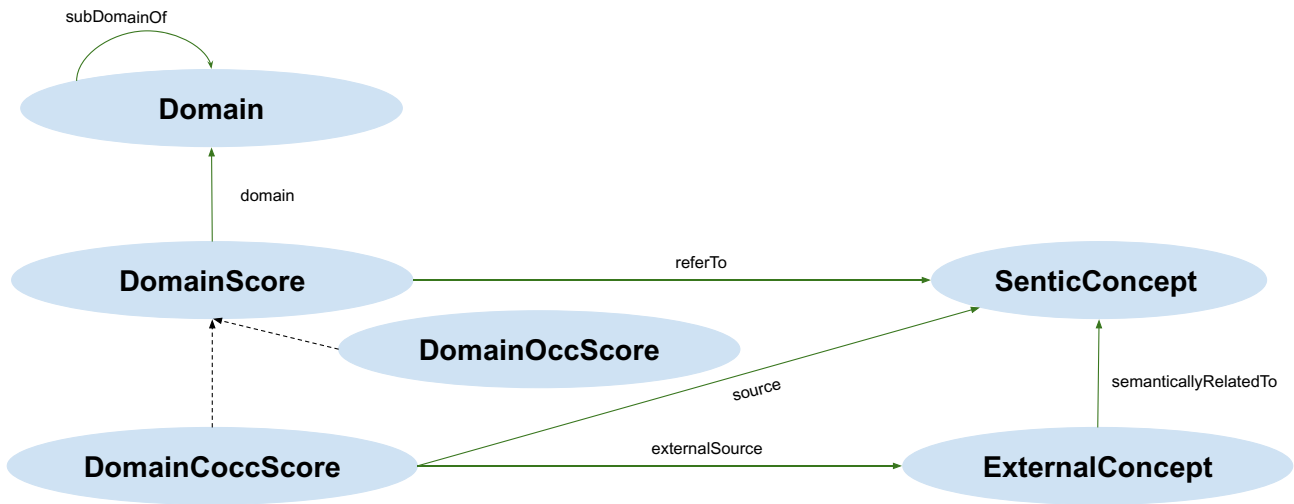 subDomainOf
Domain
domain
DomainScore
referTo
SenticConcept
DomainOccScore
source
semanticallyRelatedTo
DomainCoccScore
externalSource
ExternalConcept